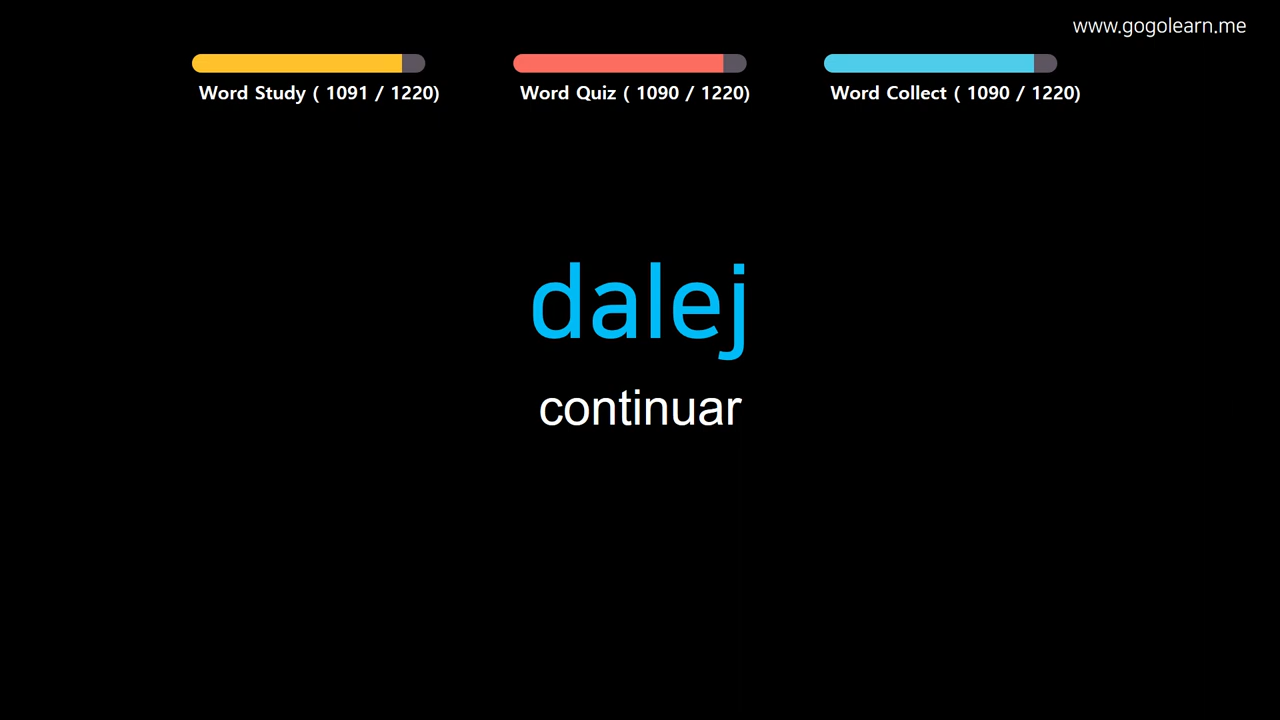 www.gogolearn.me
Word Study ( 1091 / 1220)
Word Quiz ( 1090 / 1220)
Word Collect ( 1090 / 1220)
dalej
continuar